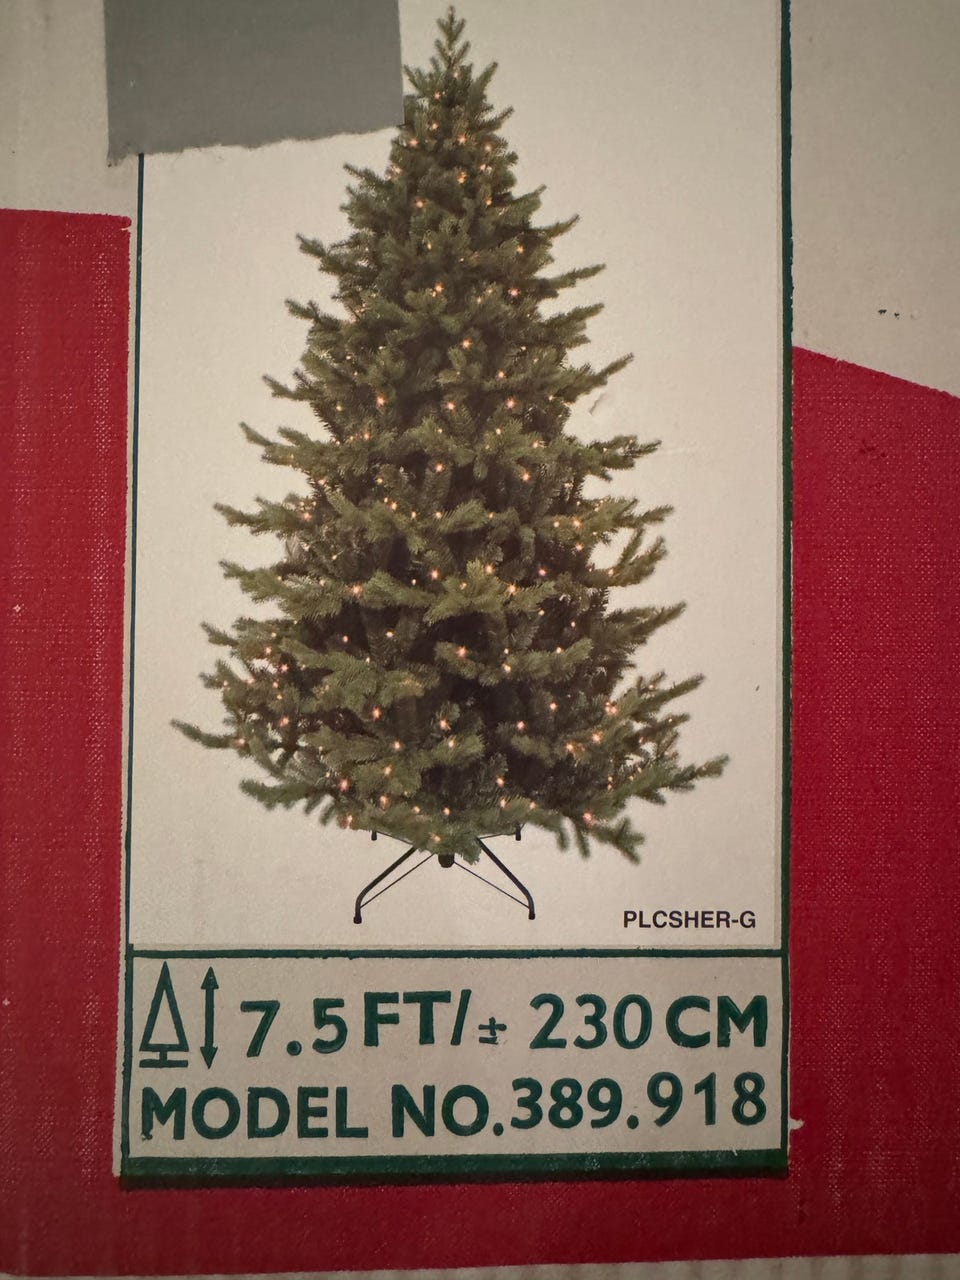 PLCSHER-G
7.5 FT/± 230 CM
MODEL NO. 389.918